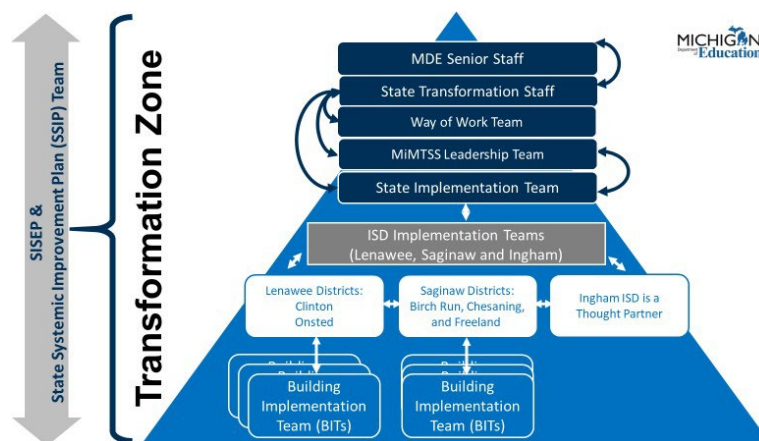 SISEP &
State Systemic Improvement Plan (SSIP) Team
Transformation Zone
MICHIGAN
Department of Education
MDE Senior Staff
State Transformation Staff
Way of Work Team
MiMTSS Leadership Team
State Implementation Team
ISD Implementation Teams
(Lenawee, Saginaw and Ingham)
Lenawee Districts:
Clinton
Onsted
Saginaw Districts:
Birch Run, Chesaning,
and Freeland
Ingham ISD is a
Thought Partner
Building
Implementation
Team (BITs)
Building
Implementation
Team (BITs)